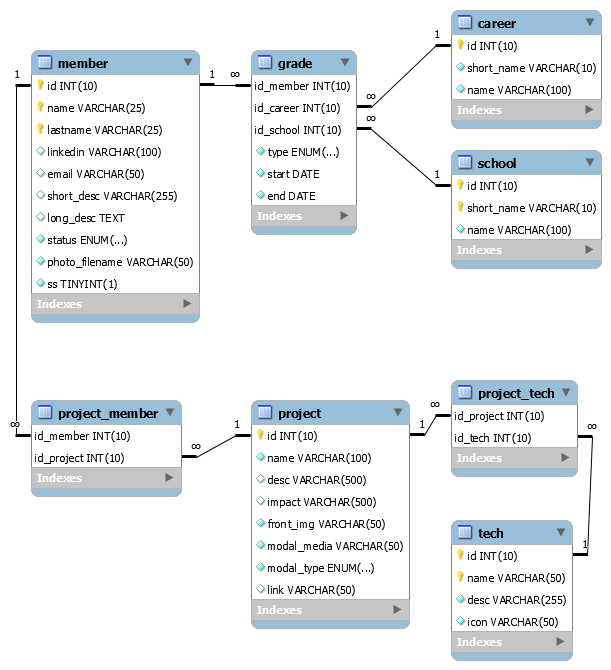 member
id INT(10)
name VARCHAR(25)
lastname VARCHAR(25)
linkedin VARCHAR(100)
email VARCHAR(50)
short_desc VARCHAR(255)
long_desc TEXT
status ENUM(...)
photo_filename VARCHAR(50)
ss TINYINT(1)
Indexes
1
1
∞
grade
id_member INT(10)
id_career INT(10)
id_school INT(10)
type ENUM(...)
start DATE
end DATE
Indexes
∞
∞
1
career
id INT(10)
short_name VARCHAR(10)
name VARCHAR(100)
Indexes
1
school
id INT(10)
short_name VARCHAR(10)
name VARCHAR(100)
Indexes
∞
project_member
id_member INT(10)
id_project INT(10)
Indexes
∞
1
project
id INT(10)
name VARCHAR(100)
desc VARCHAR(500)
impact VARCHAR(500)
front_img VARCHAR(50)
modal_media VARCHAR(50)
modal_type ENUM(...)
link VARCHAR(50)
Indexes
1
∞
project_tech
id_project INT(10)
id_tech INT(10)
Indexes
∞
1
tech
id INT(10)
name VARCHAR(50)
desc VARCHAR(255)
icon VARCHAR(50)
Indexes